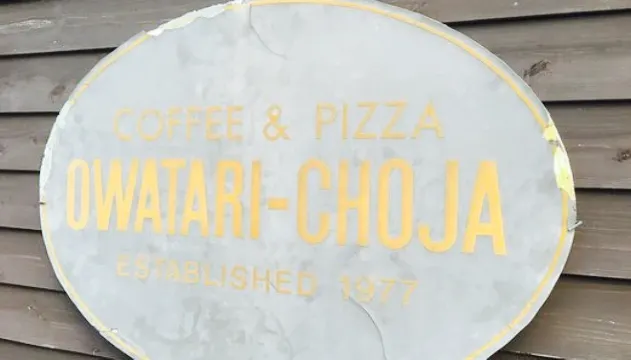 COFFEE & PIZZA
OWATARI-CHOJA
ESTABLISHED 1977